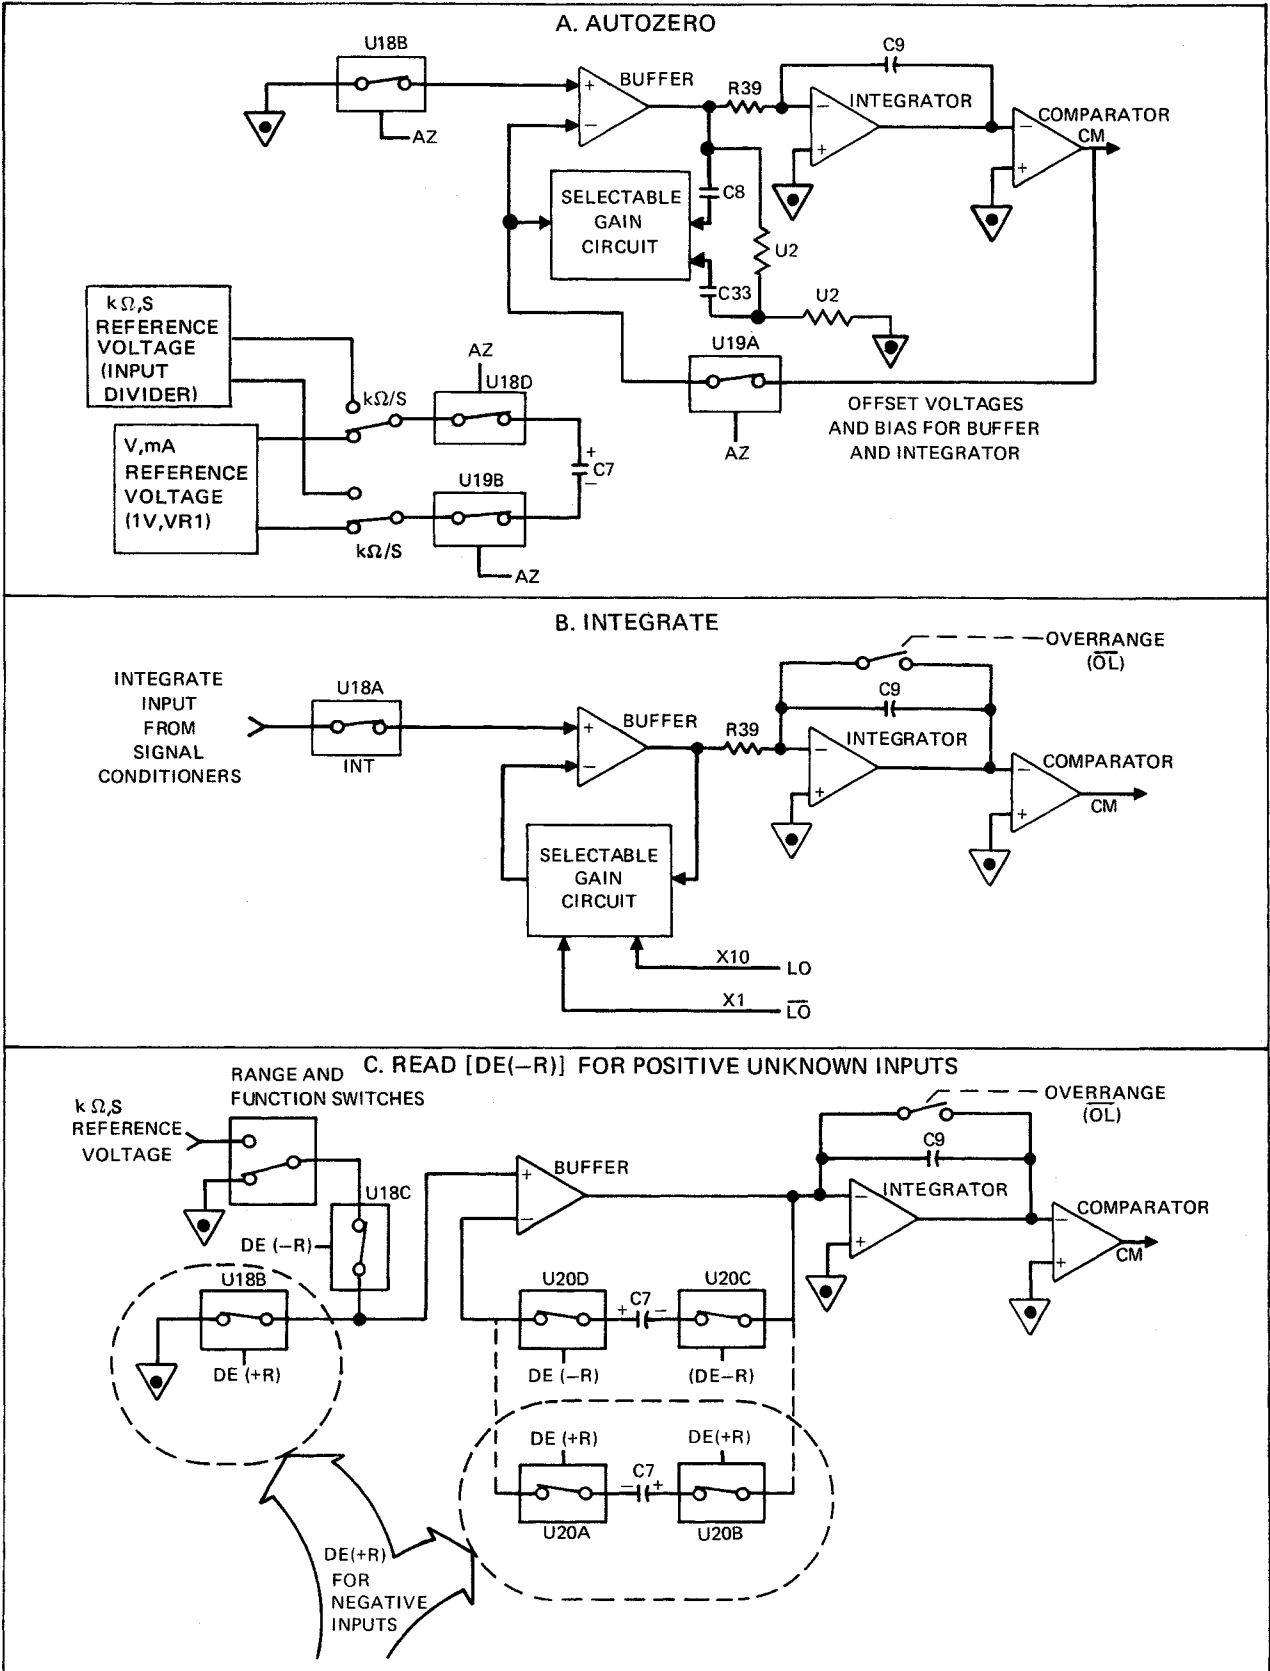 A. AUTOZERO
U18B
AZ
+
−
BUFFER
R39
C9
−
+
INTEGRATOR
−
+
COMPARATOR
CM
SELECTABLE
GAIN
CIRCUIT
C8
U2
C33
U2
U19A
AZ
OFFSET VOLTAGES
AND BIAS FOR BUFFER
AND INTEGRATOR
kΩ,S
REFERENCE
VOLTAGE
(INPUT
DIVIDER)
V,mA
REFERENCE
VOLTAGE
(1V,VR1)
kΩ/S
kΩ/S
AZ
U18D
U19B
AZ
+
C7
−
B. INTEGRATE
INTEGRATE
INPUT
FROM
SIGNAL
CONDITIONERS
U18A
INT
+
−
BUFFER
R39
OVERRANGE
(O̅L̅)
C9
−
+
INTEGRATOR
−
+
COMPARATOR
CM
SELECTABLE
GAIN
CIRCUIT
X10 LO
X1 L̅O̅
C. READ [DE(−R)] FOR POSITIVE UNKNOWN INPUTS
RANGE AND
FUNCTION SWITCHES
kΩ,S
REFERENCE
VOLTAGE
U18C
DE (−R)
U18B
DE (+R)
+
−
BUFFER
OVERRANGE
(O̅L̅)
C9
−
+
INTEGRATOR
−
+
COMPARATOR
CM
U20D
+ C7 −
U20C
DE (−R)
(DE−R)
DE (+R)
DE(+R)
− C7 +
U20A
U20B
DE(+R)
FOR
NEGATIVE
INPUTS